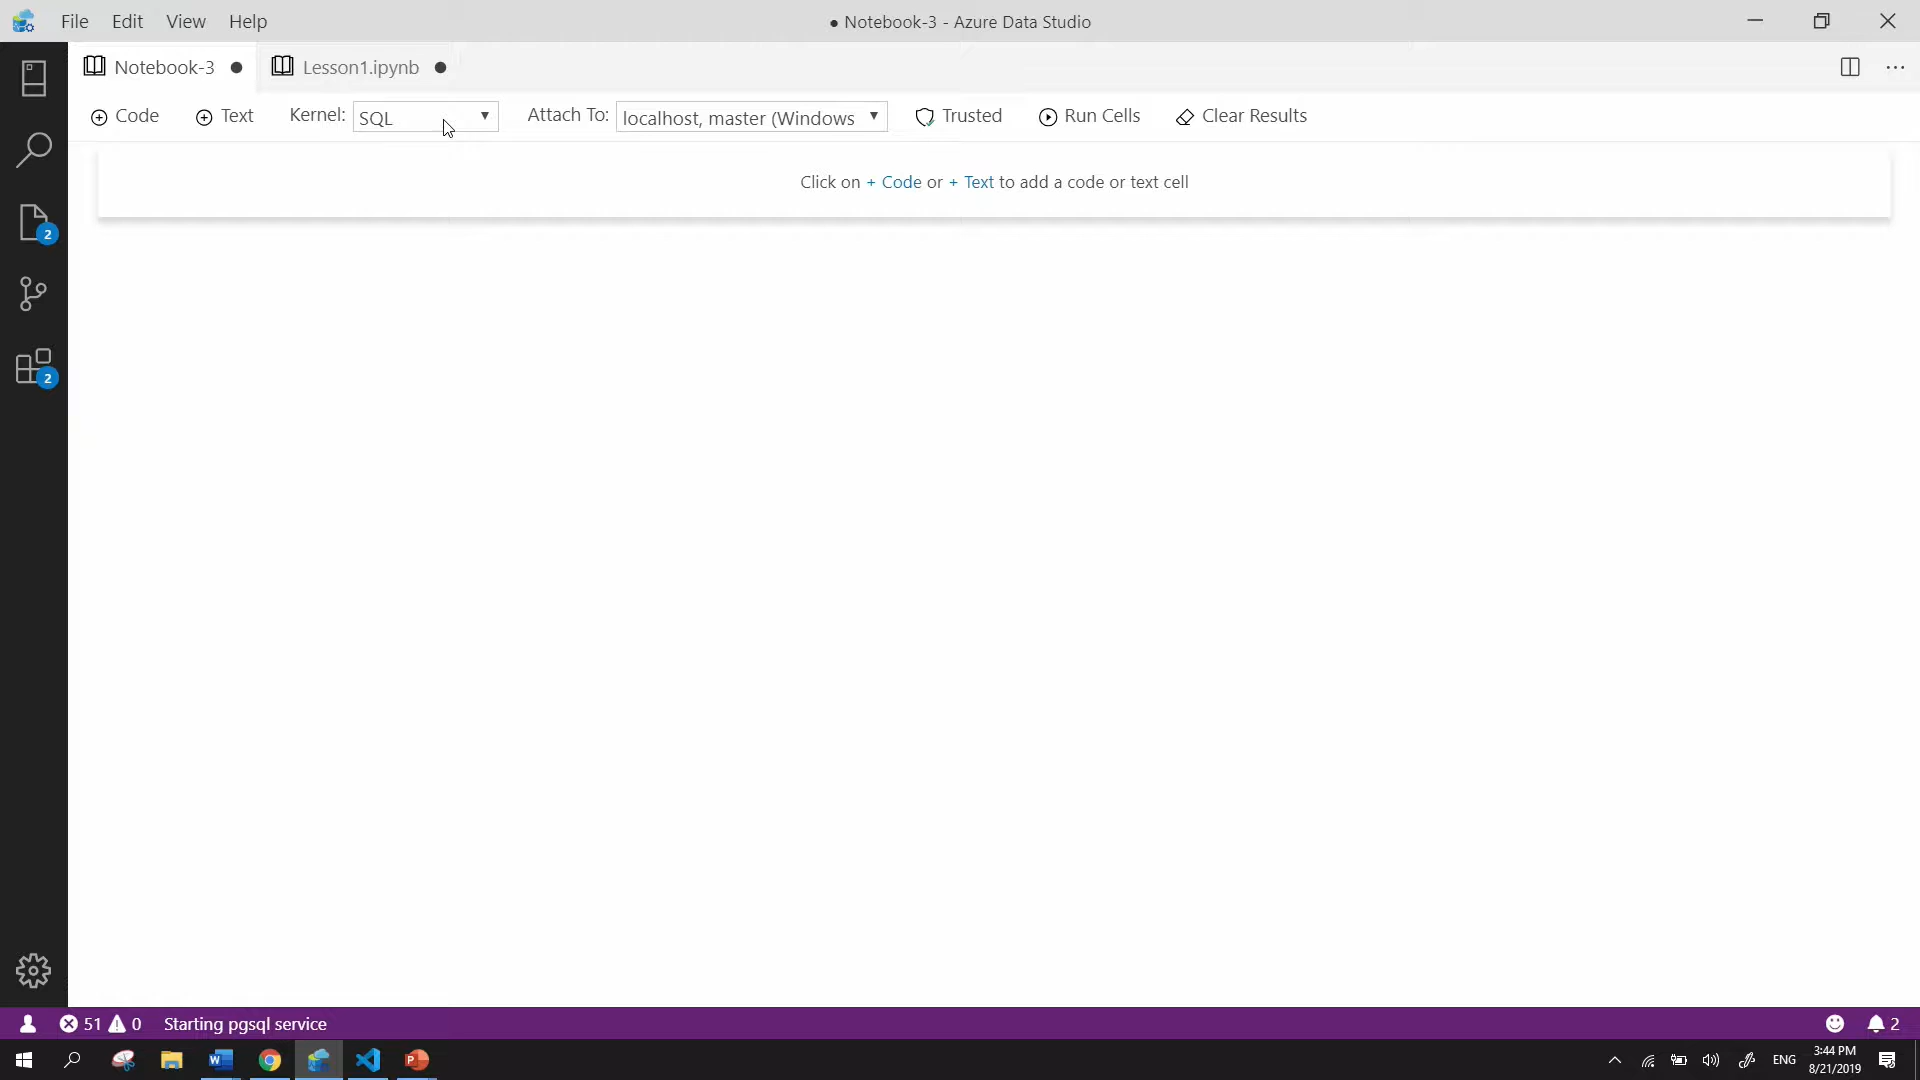 File Edit View Help
● Notebook-3 - Azure Data Studio
Notebook-3 ● Lesson1.ipynb ●
Code Text Kernel: SQL Attach To: localhost, master (Windows Trusted Run Cells Clear Results
Click on + Code or + Text to add a code or text cell
2
2
51 0 Starting pgsql service 2
ENG
3:44 PM
8/21/2019